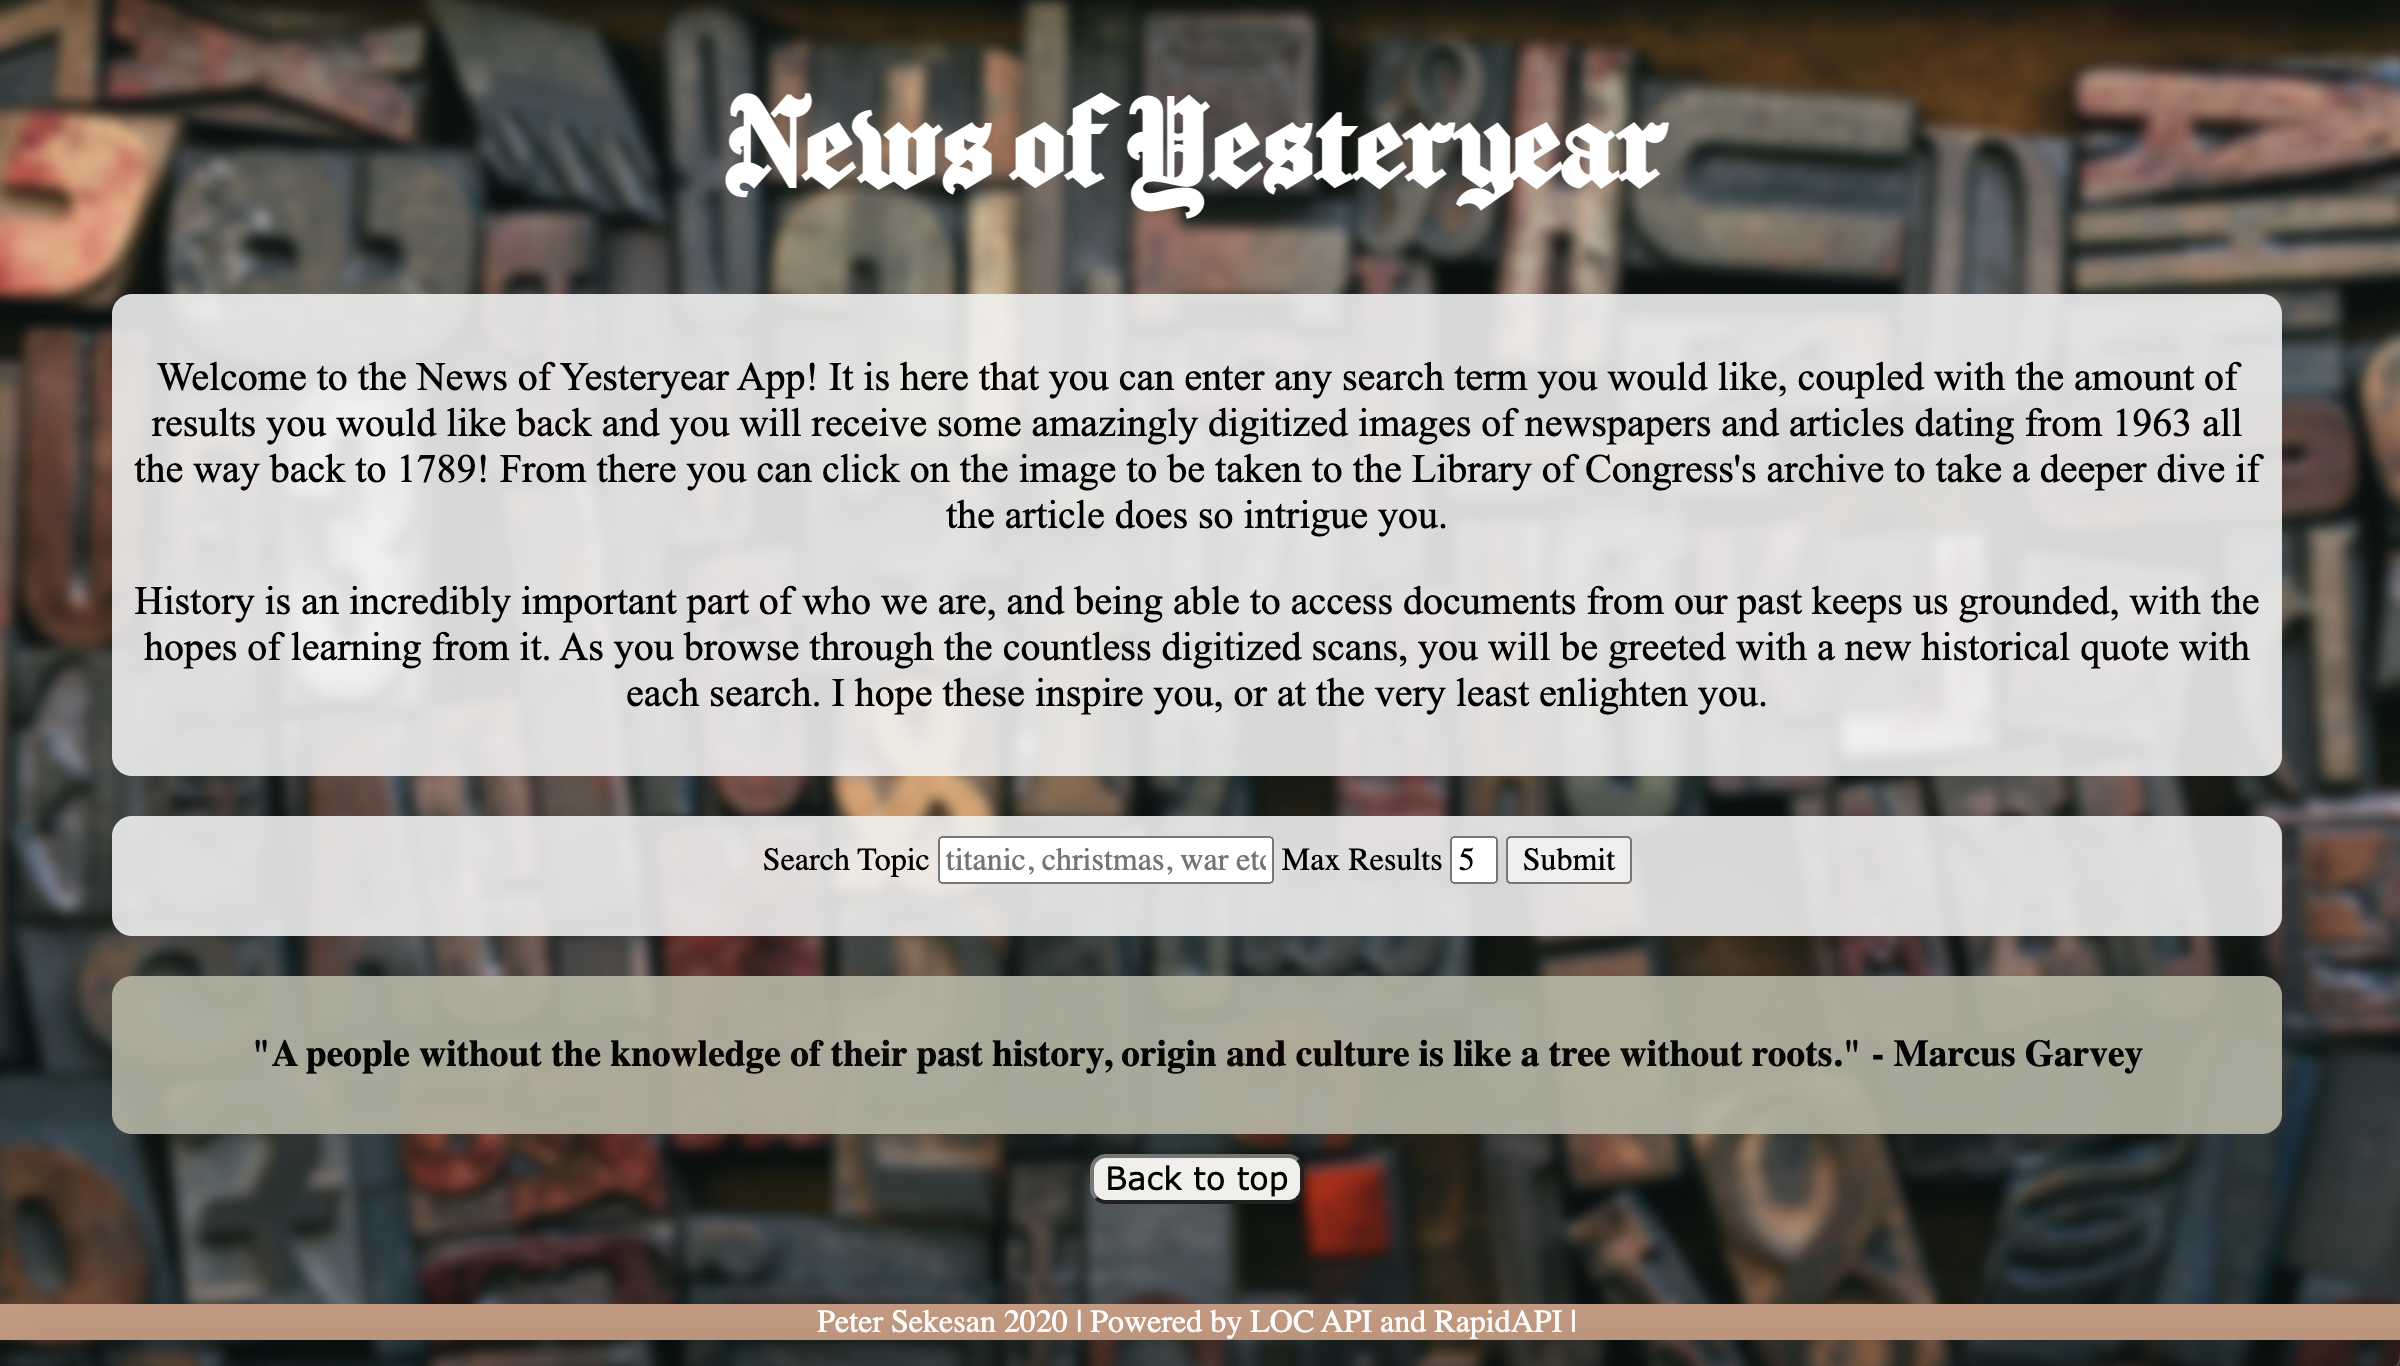 News of Yesteryear
Welcome to the News of Yesteryear App! It is here that you can enter any search term you would like, coupled with the amount of
results you would like back and you will receive some amazingly digitized images of newspapers and articles dating from 1963 all
the way back to 1789! From there you can click on the image to be taken to the Library of Congress's archive to take a deeper dive if
the article does so intrigue you.
History is an incredibly important part of who we are, and being able to access documents from our past keeps us grounded, with the
hopes of learning from it. As you browse through the countless digitized scans, you will be greeted with a new historical quote with
each search. I hope these inspire you, or at the very least enlighten you.
Search Topic titanic, christmas, war etc Max Results 5 Submit
"A people without the knowledge of their past history, origin and culture is like a tree without roots." - Marcus Garvey
Back to top
Peter Sekesan 2020 | Powered by LOC API and RapidAPI |